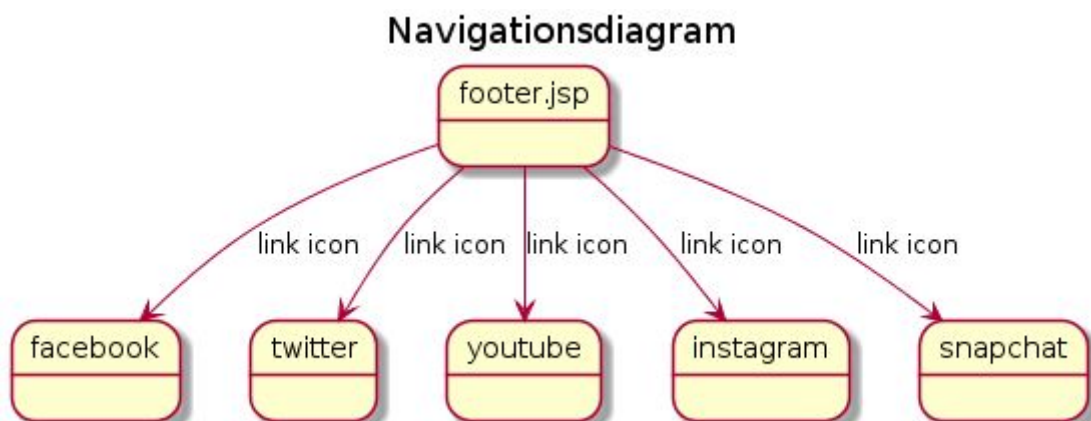 Navigationsdiagram
footer.jsp
link icon
link icon
link icon
link icon
link icon
facebook
twitter
youtube
instagram
snapchat